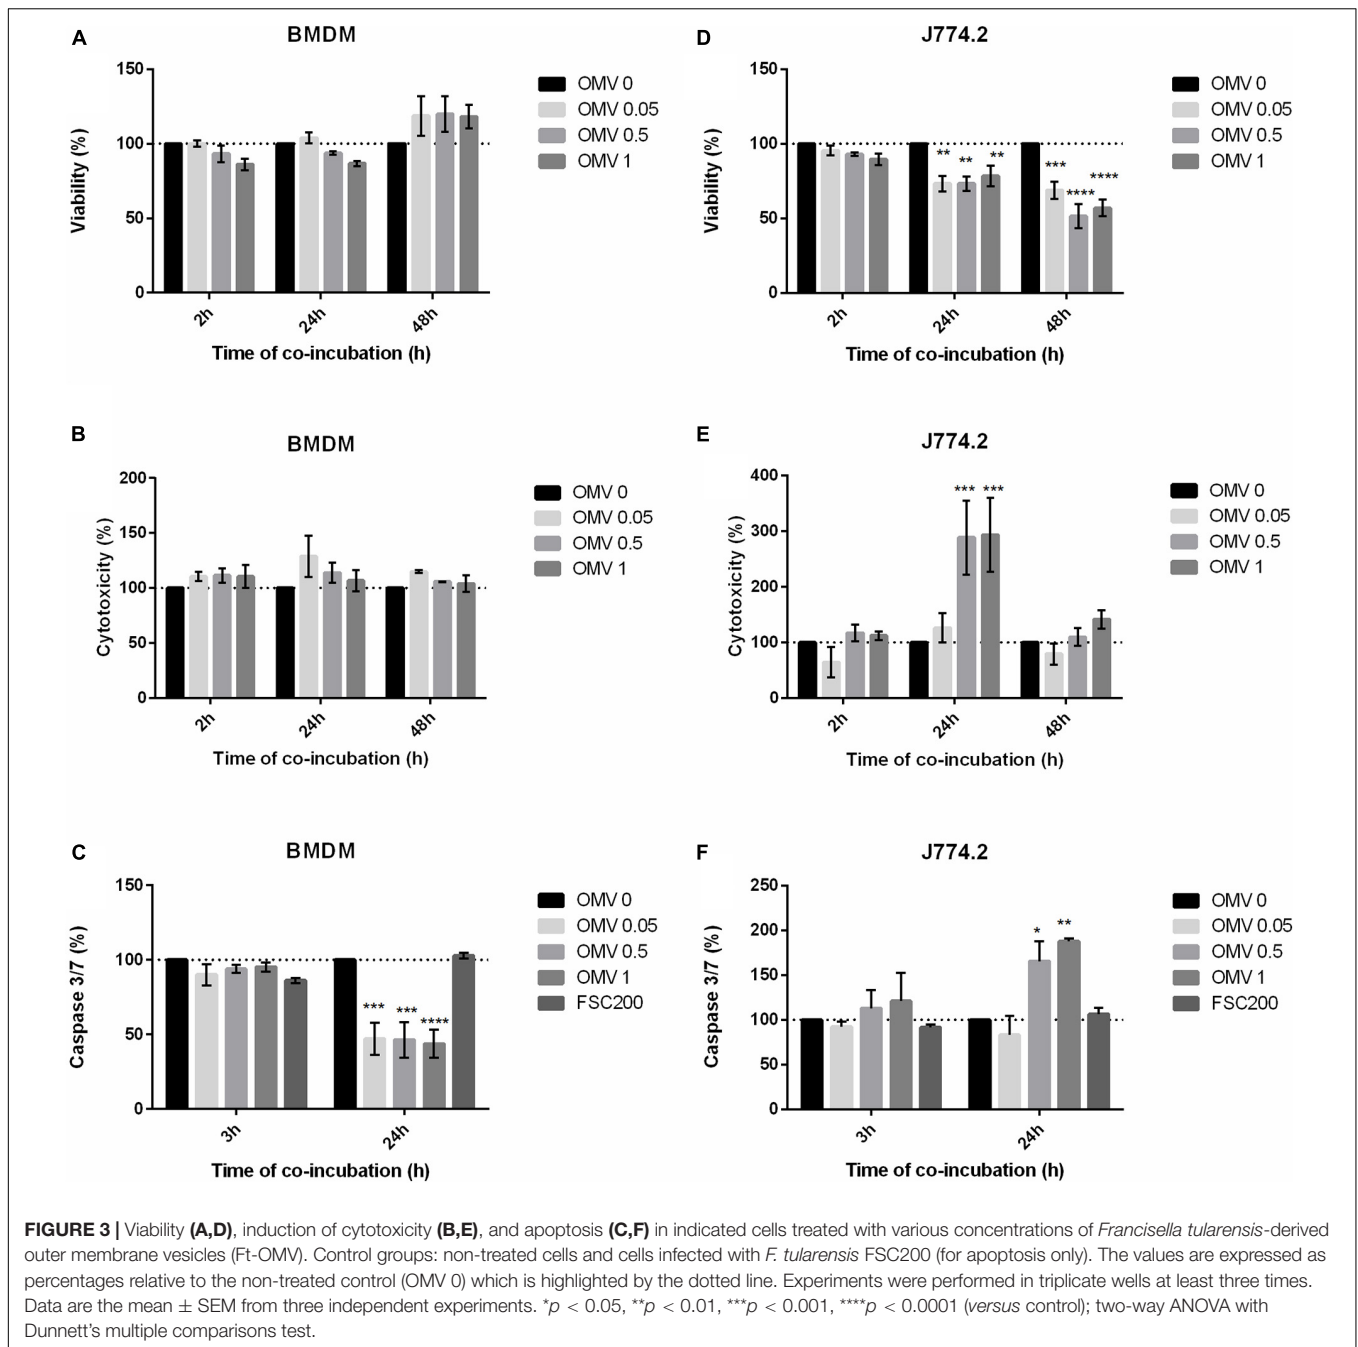 A
BMDM
150
100
50
0
Viability (%)
2h
24h
48h
Time of co-incubation (h)
OMV 0
OMV 0.05
OMV 0.5
OMV 1
D
J774.2
150
100
50
0
Viability (%)
** ** **
*** **** ****
2h
24h
48h
Time of co-incubation (h)
OMV 0
OMV 0.05
OMV 0.5
OMV 1
B
BMDM
200
150
100
50
0
Cytotoxicity (%)
2h
24h
48h
Time of co-incubation (h)
OMV 0
OMV 0.05
OMV 0.5
OMV 1
E
J774.2
400
300
200
100
0
Cytotoxicity (%)
*** ***
2h
24h
48h
Time of co-incubation (h)
OMV 0
OMV 0.05
OMV 0.5
OMV 1
C
BMDM
150
100
50
0
Caspase 3/7 (%)
*** *** ****
3h
24h
Time of co-incubation (h)
OMV 0
OMV 0.05
OMV 0.5
OMV 1
FSC200
F
J774.2
250
200
150
100
50
0
Caspase 3/7 (%)
* **
3h
24h
Time of co-incubation (h)
OMV 0
OMV 0.05
OMV 0.5
OMV 1
FSC200
FIGURE 3 | Viability (A,D), induction of cytotoxicity (B,E), and apoptosis (C,F) in indicated cells treated with various concentrations of Francisella tularensis-derived
outer membrane vesicles (Ft-OMV). Control groups: non-treated cells and cells infected with F. tularensis FSC200 (for apoptosis only). The values are expressed as
percentages relative to the non-treated control (OMV 0) which is highlighted by the dotted line. Experiments were performed in triplicate wells at least three times.
Data are the mean ± SEM from three independent experiments. *p < 0.05, **p < 0.01, ***p < 0.001, ****p < 0.0001 (versus control); two-way ANOVA with
Dunnett's multiple comparisons test.